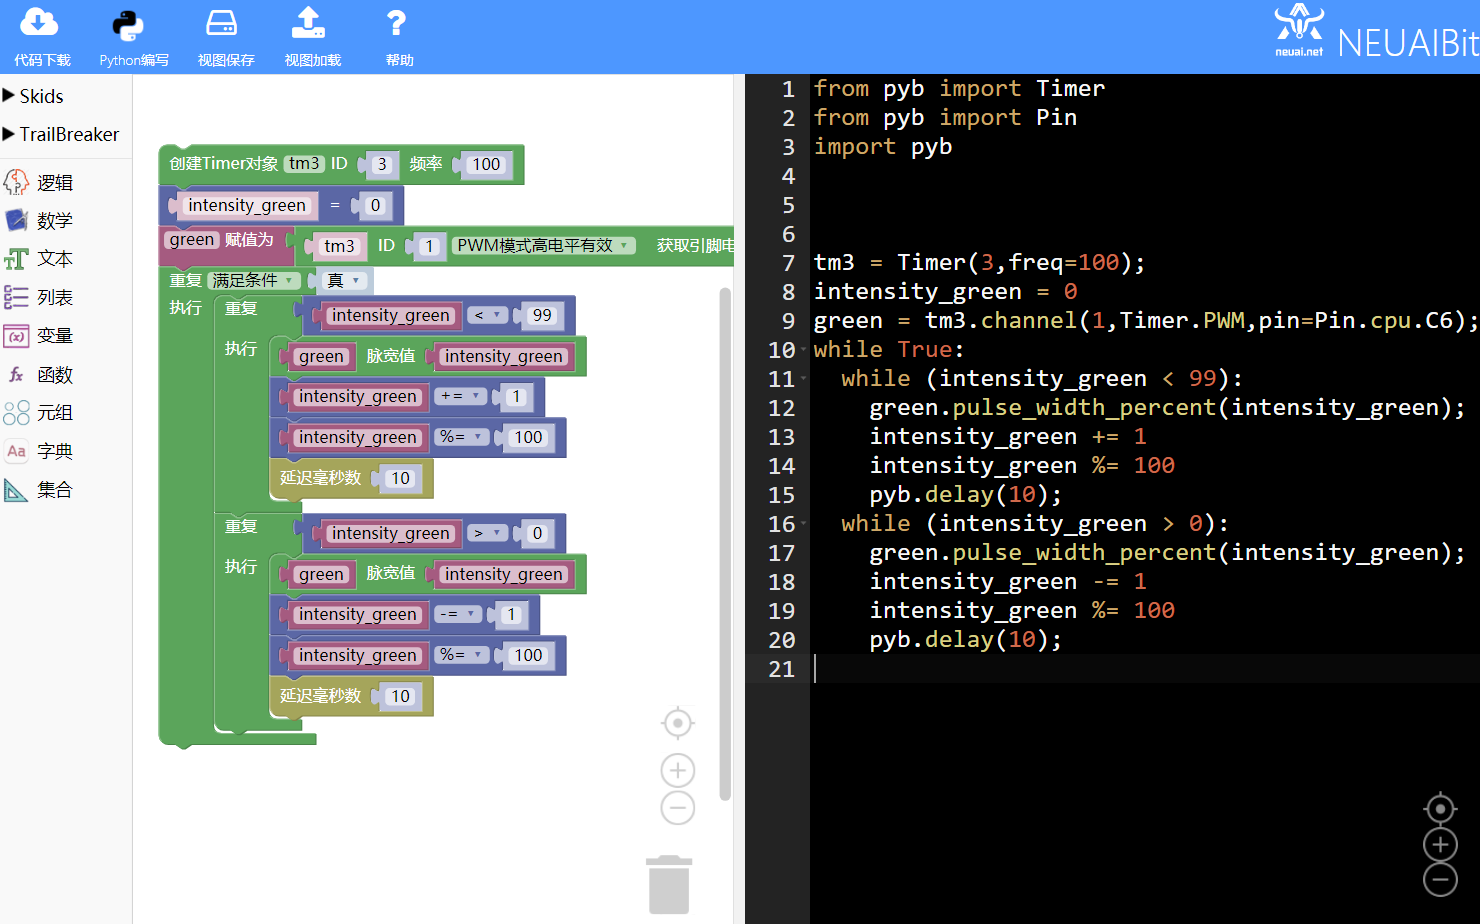 代码下载 Python编写 视图保存 视图加载 帮助
neuai.net NEUAIBit
Skids
TrailBreaker
逻辑
数学
文本
列表
变量
函数
元组
Aa 字典
集合
创建Timer对象 tm3 ID 3 频率 100
intensity_green = 0
green 赋值为 tm3 ID 1 PWM模式高电平有效 获取引脚电
重复 满足条件 真
执行 重复 intensity_green < 99
执行 green 脉宽值 intensity_green
intensity_green += 1
intensity_green %= 100
延迟毫秒数 10
重复 intensity_green > 0
执行 green 脉宽值 intensity_green
intensity_green -= 1
intensity_green %= 100
延迟毫秒数 10
1 from pyb import Timer
2 from pyb import Pin
3 import pyb
4
5
6
7 tm3 = Timer(3,freq=100);
8 intensity_green = 0
9 green = tm3.channel(1,Timer.PWM,pin=Pin.cpu.C6);
10 while True:
11 while (intensity_green < 99):
12 green.pulse_width_percent(intensity_green);
13 intensity_green += 1
14 intensity_green %= 100
15 pyb.delay(10);
16 while (intensity_green > 0):
17 green.pulse_width_percent(intensity_green);
18 intensity_green -= 1
19 intensity_green %= 100
20 pyb.delay(10);
21